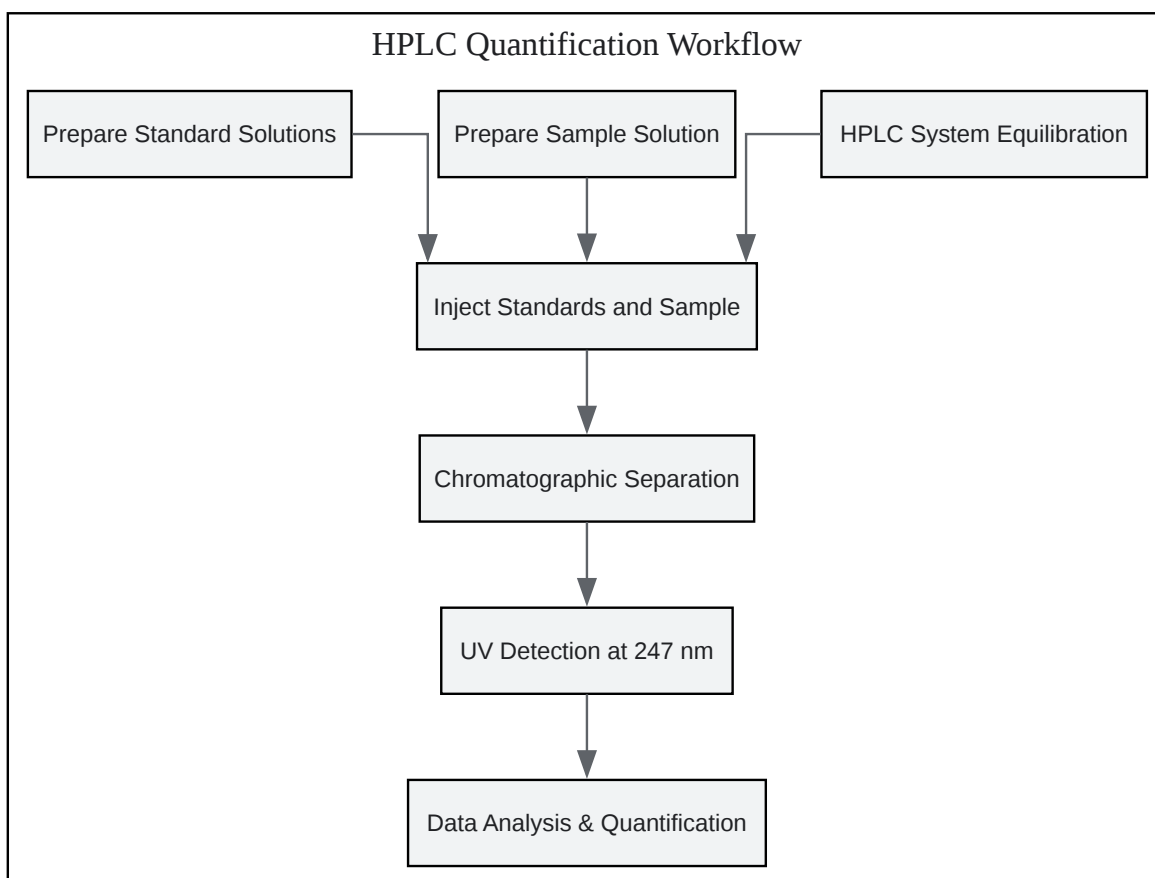 HPLC Quantification Workflow
Prepare Standard Solutions
Prepare Sample Solution
HPLC System Equilibration
Inject Standards and Sample
Chromatographic Separation
UV Detection at 247 nm
Data Analysis & Quantification